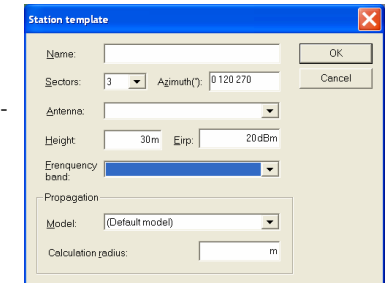 Station template
Name:
OK
Sectors: 3 Azimuth(°): 0 120 270
Cancel
-
Antenna:
Height: 30m Eirp: 20dBm
Frenquency band:
Propagation
Model: (Default model)
Calculation radius: m